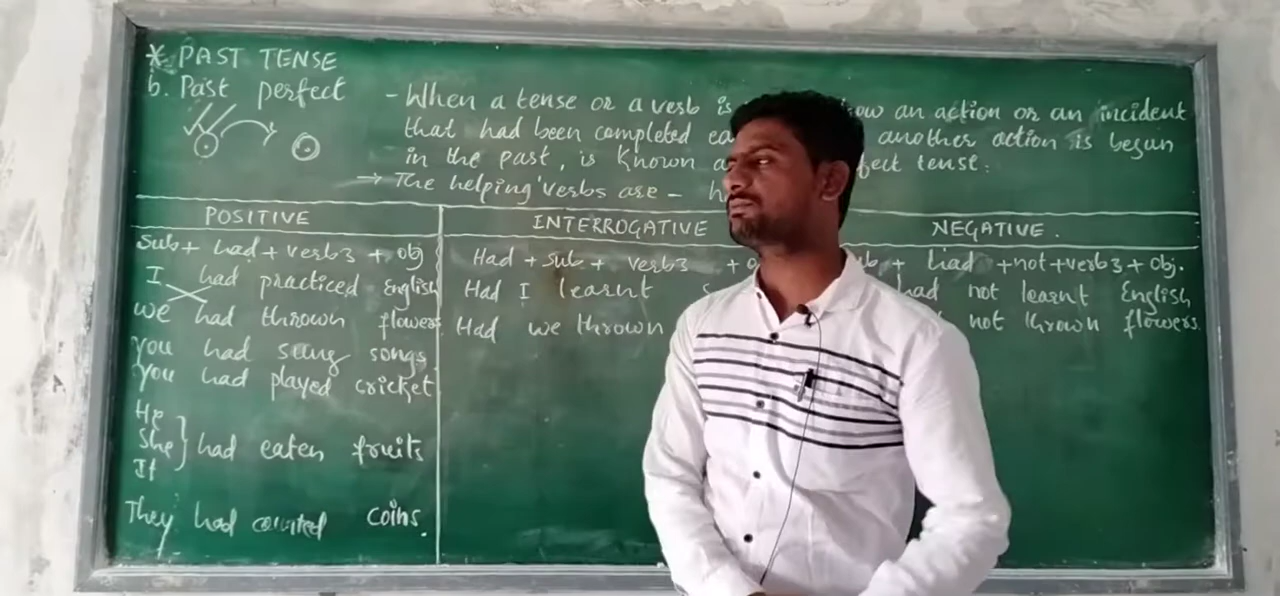 * PAST TENSE
b. Past perfect
- When a tense or a verb is an action or an incident
that had been completed another action is begun
in the past, is known tense.
→ The helping verbs are -
POSITIVE
sub + had + verb3 + obj
I had practiced English
we had thrown flowers
you had sung songs
you had played cricket
He
She } had eaten fruits
It
They had counted coins.
INTERROGATIVE
Had + sub + verb3 +
Had I learnt
Had we thrown
NEGATIVE.
+ had + not + verb3 + obj.
had not learnt English
not thrown flowers